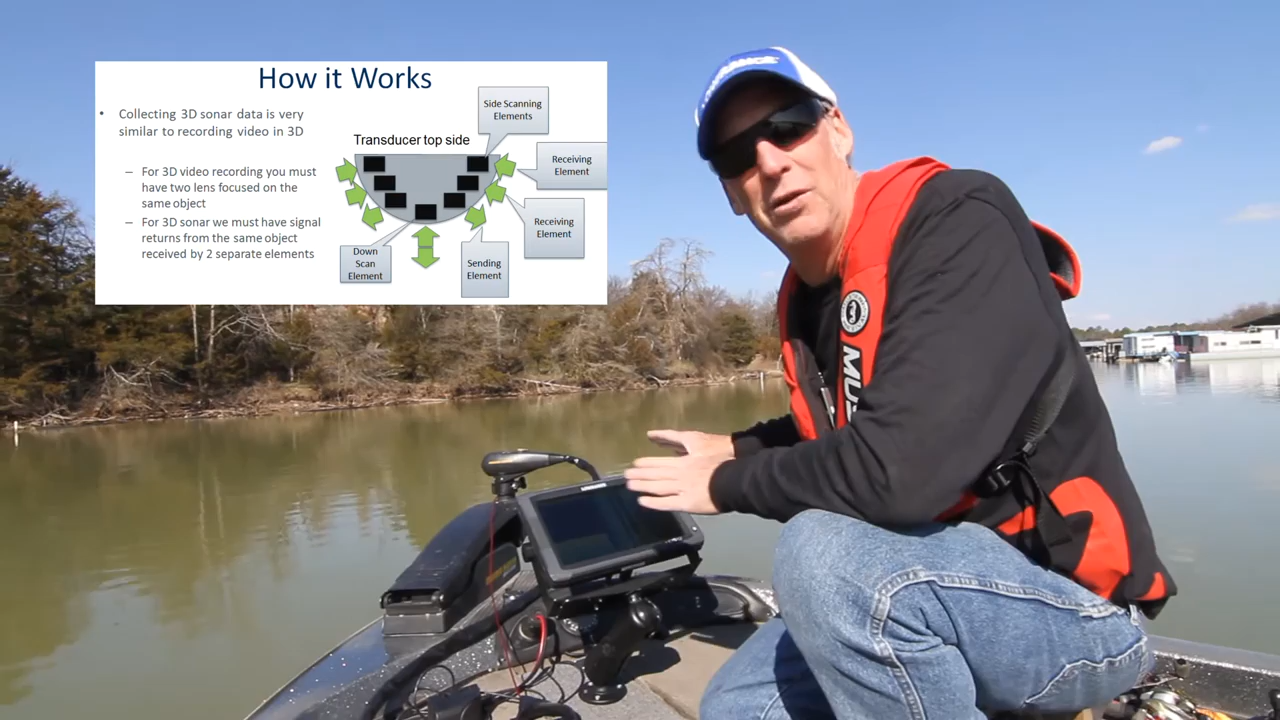 How it Works
• Collecting 3D sonar data is very
similar to recording video in 3D
– For 3D video recording you must
have two lens focused on the
same object
– For 3D sonar we must have signal
returns from the same object
received by 2 separate elements
Transducer top side
Side Scanning
Elements
Receiving
Element
Receiving
Element
Sending
Element
Down
Scan
Element